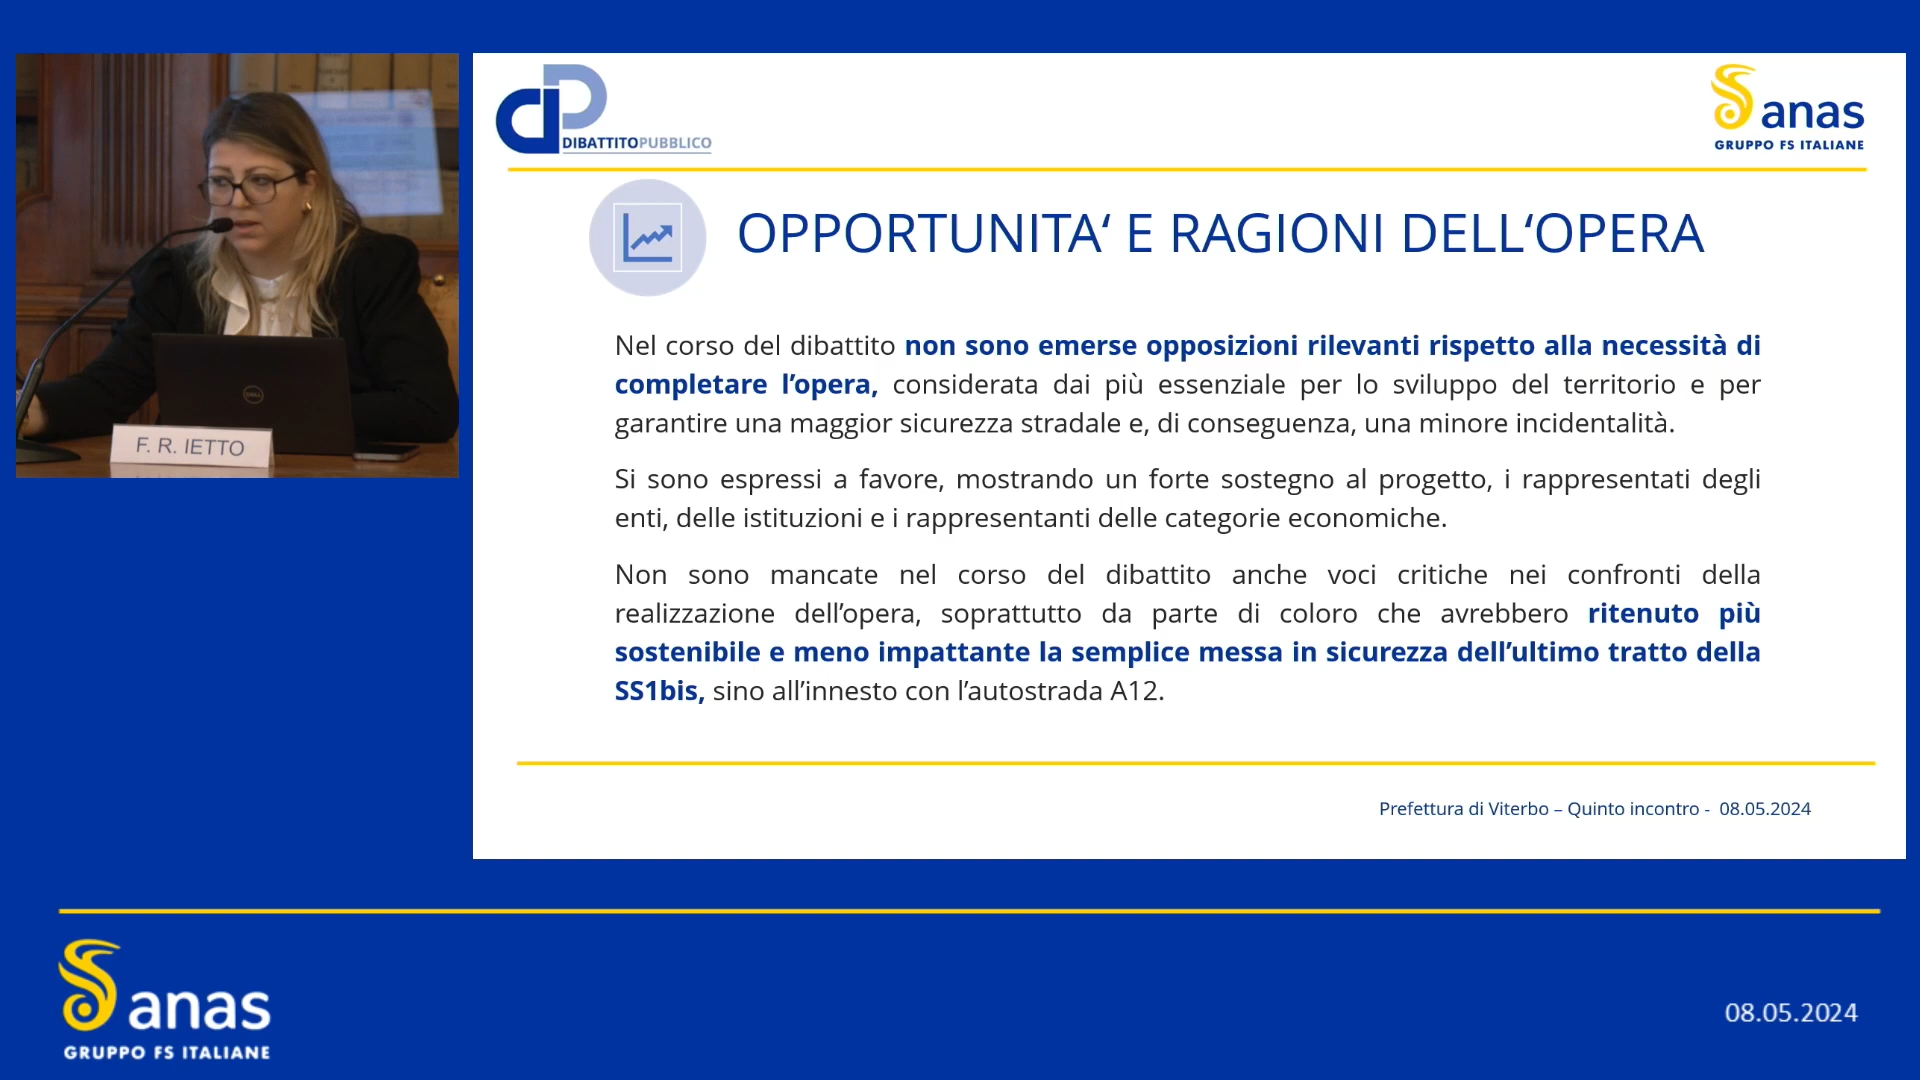 DIBATTITOPUBBLICO
anas
GRUPPO FS ITALIANE
OPPORTUNITA‘ E RAGIONI DELL‘OPERA
Nel corso del dibattito non sono emerse opposizioni rilevanti rispetto alla necessità di
completare l’opera, considerata dai più essenziale per lo sviluppo del territorio e per
garantire una maggior sicurezza stradale e, di conseguenza, una minore incidentalità.
Si sono espressi a favore, mostrando un forte sostegno al progetto, i rappresentati degli
enti, delle istituzioni e i rappresentanti delle categorie economiche.
Non sono mancate nel corso del dibattito anche voci critiche nei confronti della
realizzazione dell’opera, soprattutto da parte di coloro che avrebbero ritenuto più
sostenibile e meno impattante la semplice messa in sicurezza dell’ultimo tratto della
SS1bis, sino all’innesto con l’autostrada A12.
Prefettura di Viterbo – Quinto incontro - 08.05.2024
DELL
F. R. IETTO
anas
GRUPPO FS ITALIANE
08.05.2024